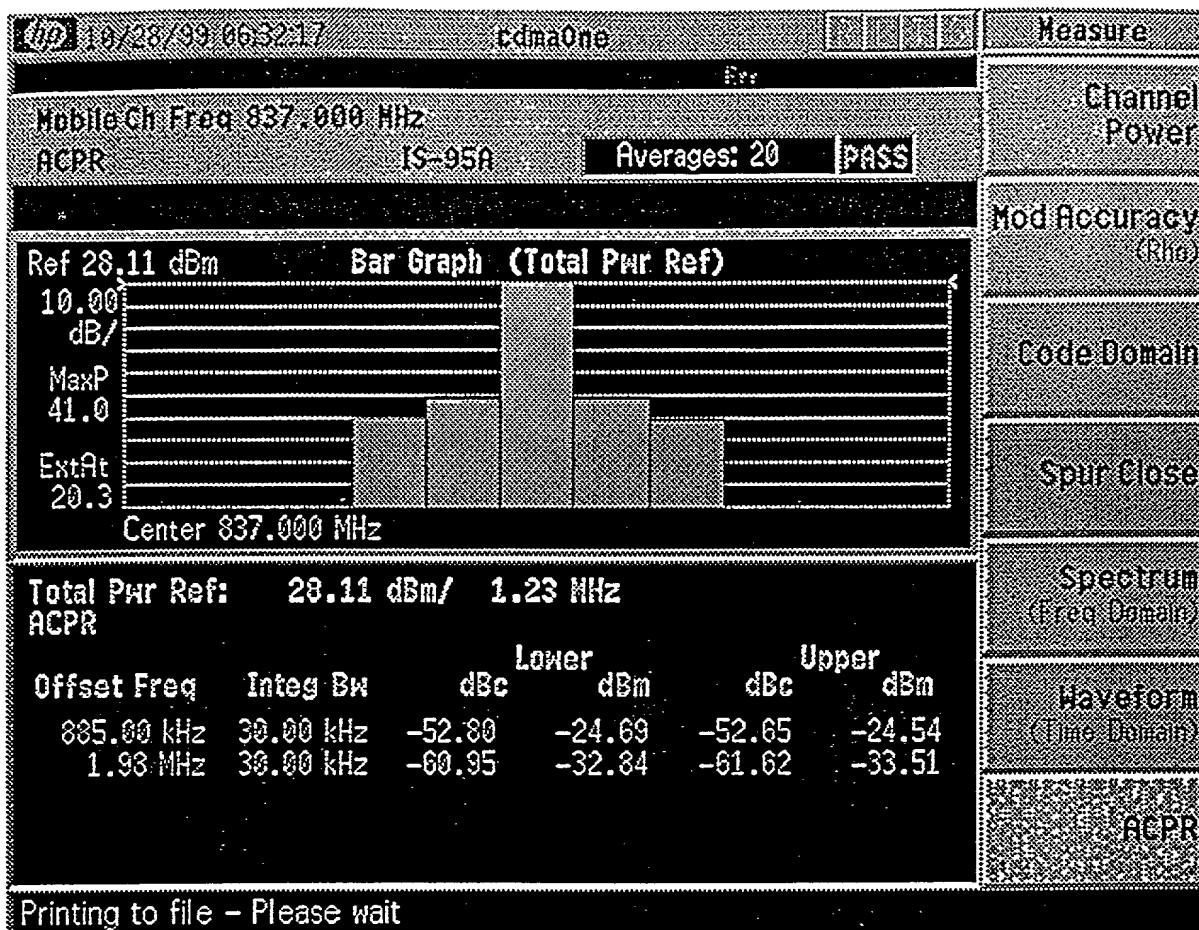 hp 10/28/99 06:32:17 cdmaOne Measure
Err
Mobile Ch Freq 837.000 MHz
ACPR IS-95A Averages: 20 PASS
Channel
Power
Mod Accuracy
(Rho)
Code Domain
Spur Close
Spectrum
(Freq Domain)
Waveform
(Time Domain)
ACPR
Ref 28.11 dBm Bar Graph (Total Pwr Ref)
10.00
dB/
MaxP
41.0
ExtAt
20.3
Center 837.000 MHz
Total Pwr Ref: 28.11 dBm/ 1.23 MHz
ACPR
Lower Upper
Offset Freq Integ Bw dBc dBm dBc dBm
885.00 kHz 30.00 kHz -52.80 -24.69 -52.65 -24.54
1.98 MHz 30.00 kHz -60.95 -32.84 -61.62 -33.51
Printing to file - Please wait